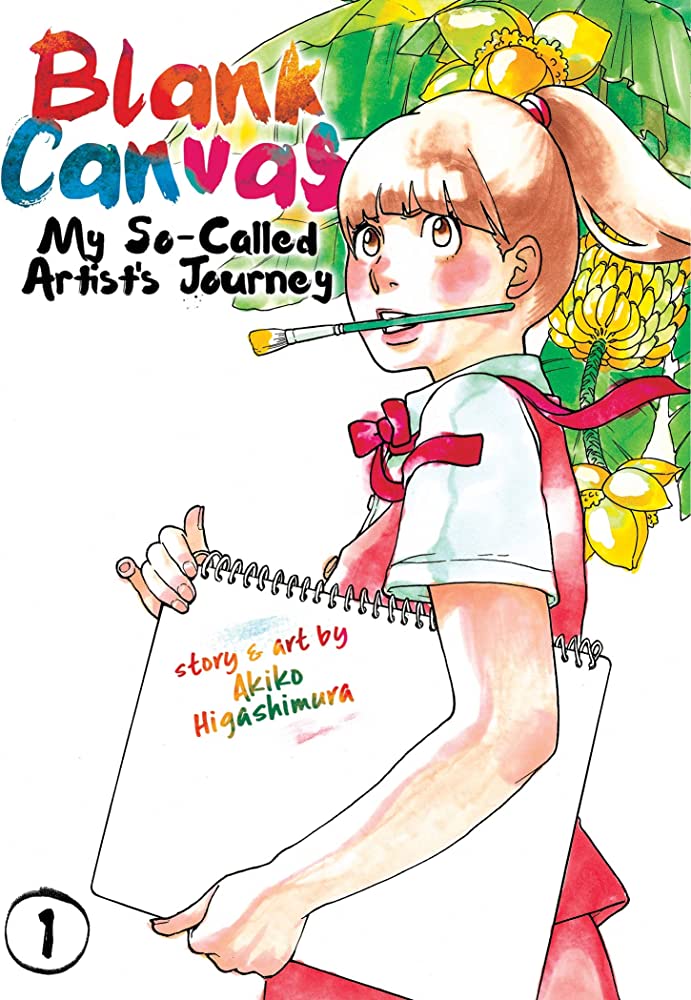 Blank
Canvas
My So-Called
Artist's Journey
story & art by
Akiko
Higashimura
1